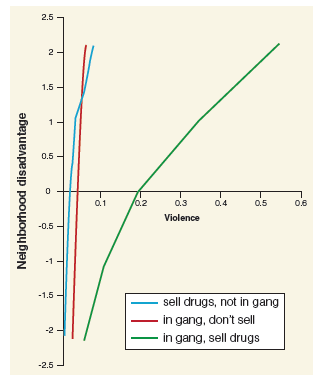 2.5
2
1.5
1
0.5
0
-0.5
-1
-1.5
-2
-2.5
Neighborhood disadvantage
0.1 0.2 0.3 0.4 0.5 0.6
Violence
sell drugs, not in gang
in gang, don't sell
in gang, sell drugs